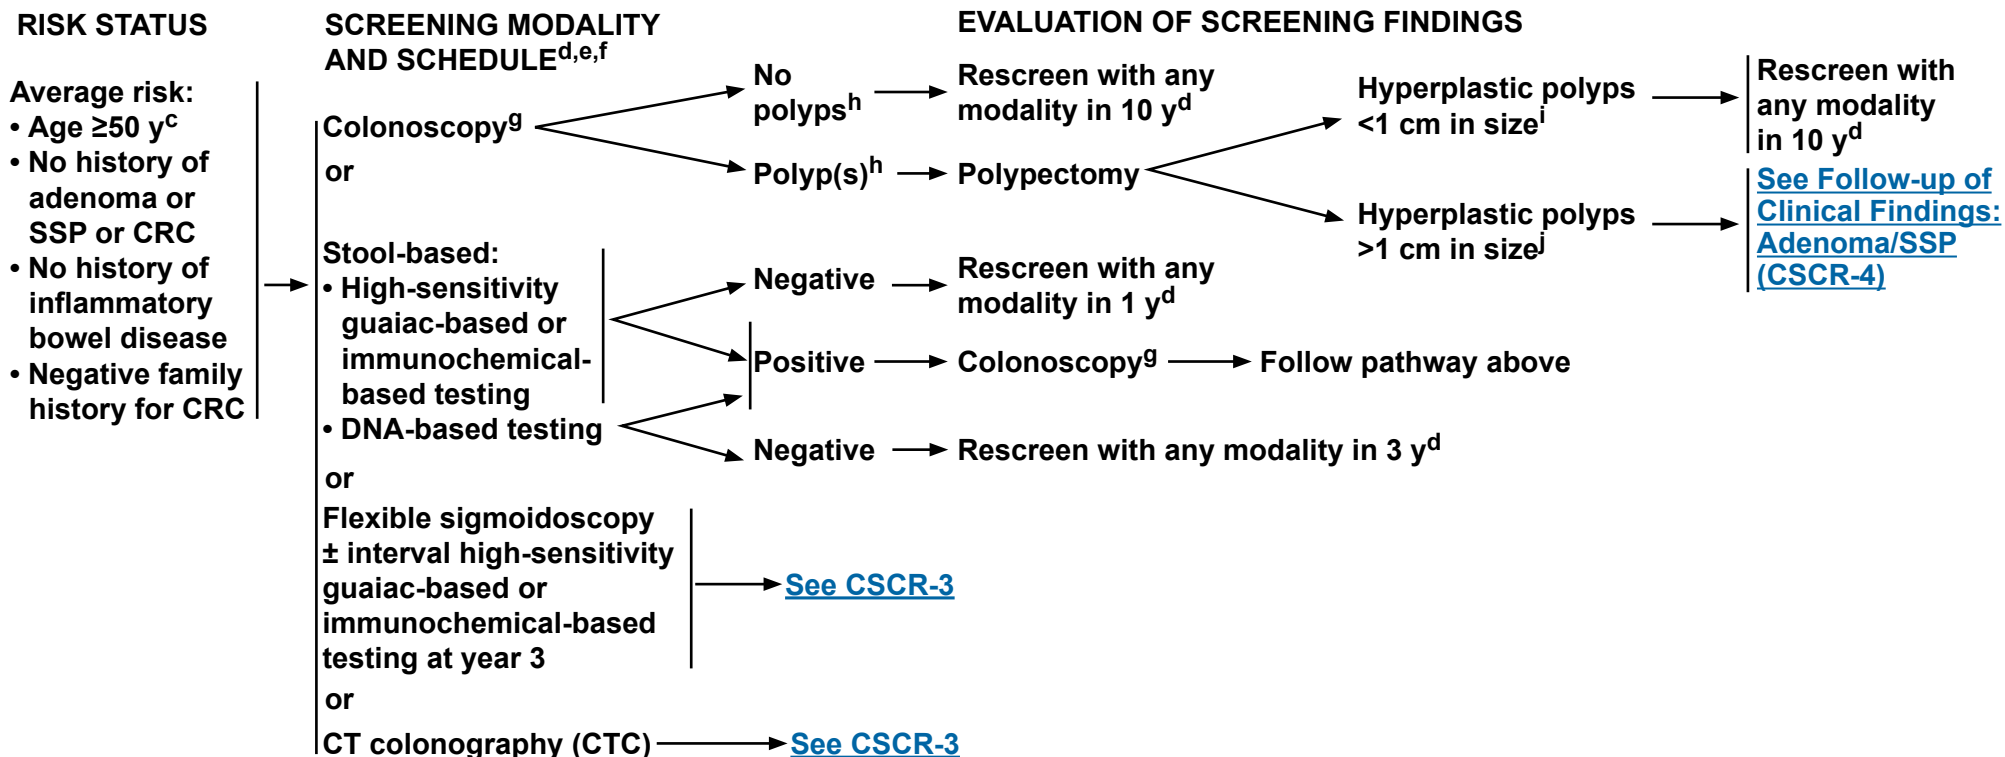 RISK STATUS
Average risk:
• Age ≥50 yᶜ
• No history of
adenoma or
SSP or CRC
• No history of
inflammatory
bowel disease
• Negative family
history for CRC
SCREENING MODALITY
AND SCHEDULEᵈ,ᵉ,ᶠ
Colonoscopyᵍ
or
Stool-based:
• High-sensitivity
guaiac-based or
immunochemical-
based testing
• DNA-based testing
or
Flexible sigmoidoscopy
± interval high-sensitivity
guaiac-based or
immunochemical-based
testing at year 3
or
CT colonography (CTC)
EVALUATION OF SCREENING FINDINGS
No
polypsʰ
Rescreen with any
modality in 10 yᵈ
Polyp(s)ʰ
Polypectomy
Hyperplastic polyps
<1 cm in sizeⁱ
Rescreen with
any modality
in 10 yᵈ
Hyperplastic polyps
>1 cm in sizeʲ
See Follow-up of
Clinical Findings:
Adenoma/SSP
(CSCR-4)
Negative
Rescreen with any
modality in 1 yᵈ
Positive
Colonoscopyᵍ
Follow pathway above
Negative
Rescreen with any modality in 3 yᵈ
See CSCR-3
See CSCR-3